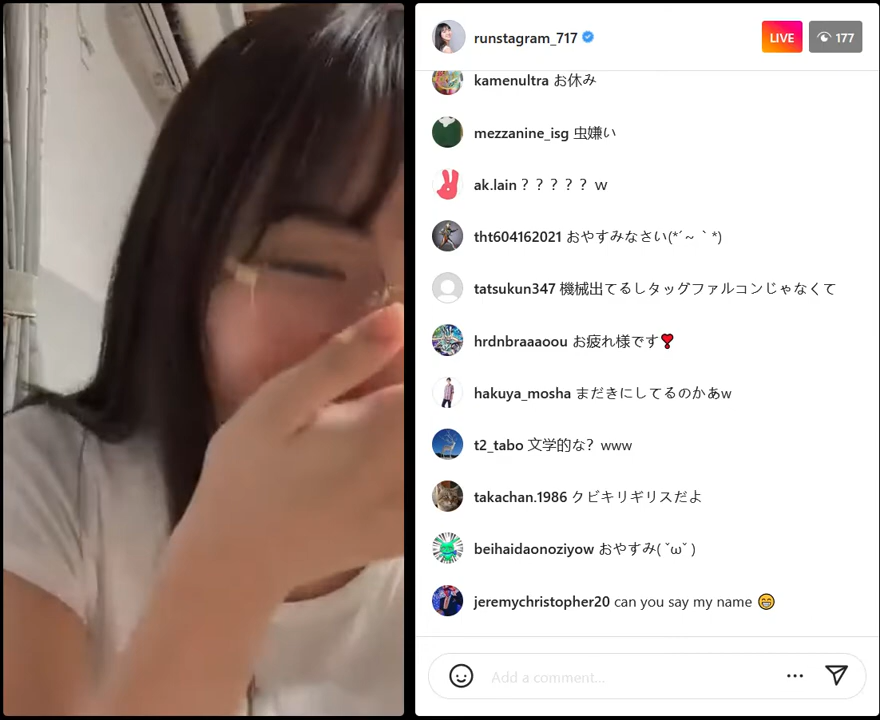 runstagram_717
LIVE
177
kamenultra お休み
mezzanine_isg 虫嫌い
ak.lain ? ? ? ? ? w
tht604162021 おやすみなさい(*´~｀*)
tatsukun347 機械出てるしタッグファルコンじゃなくて
hrdnbraaaoou お疲れ様です❣️
hakuya_mosha まだきにしてるのかあw
t2_tabo 文学的な? www
takachan.1986 クビキリギリスだよ
beihaidaonoziyow おやすみ( ˘ω˘ )
jeremychristopher20 can you say my name 😁
Add a comment...